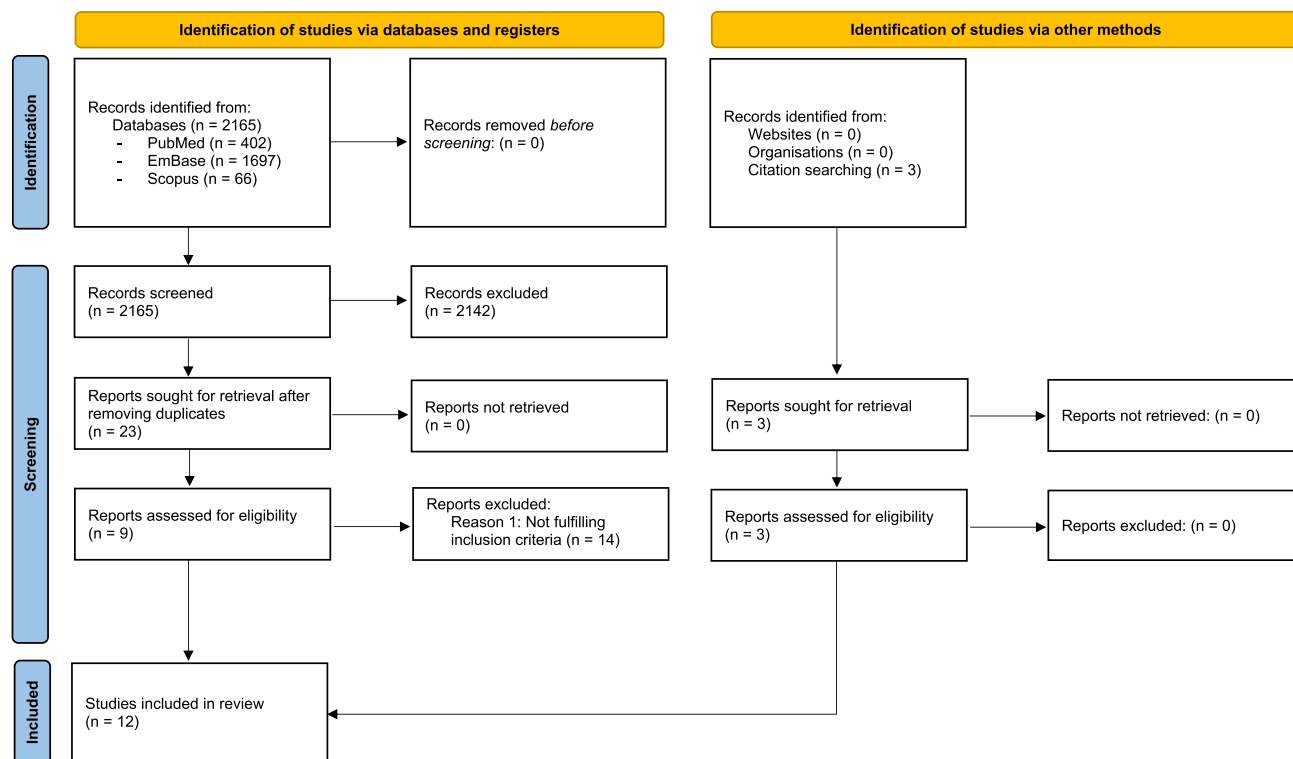 Identification of studies via databases and registers
Identification of studies via other methods
Identification
Records identified from:
Databases (n = 2165)
- PubMed (n = 402)
- EmBase (n = 1697)
- Scopus (n = 66)
Records removed before
screening: (n = 0)
Records identified from:
Websites (n = 0)
Organisations (n = 0)
Citation searching (n = 3)
Screening
Records screened
(n = 2165)
Records excluded
(n = 2142)
Reports sought for retrieval after
removing duplicates
(n = 23)
Reports not retrieved
(n = 0)
Reports sought for retrieval
(n = 3)
Reports not retrieved: (n = 0)
Reports assessed for eligibility
(n = 9)
Reports excluded:
Reason 1: Not fulfilling
inclusion criteria (n = 14)
Reports assessed for eligibility
(n = 3)
Reports excluded: (n = 0)
Included
Studies included in review
(n = 12)